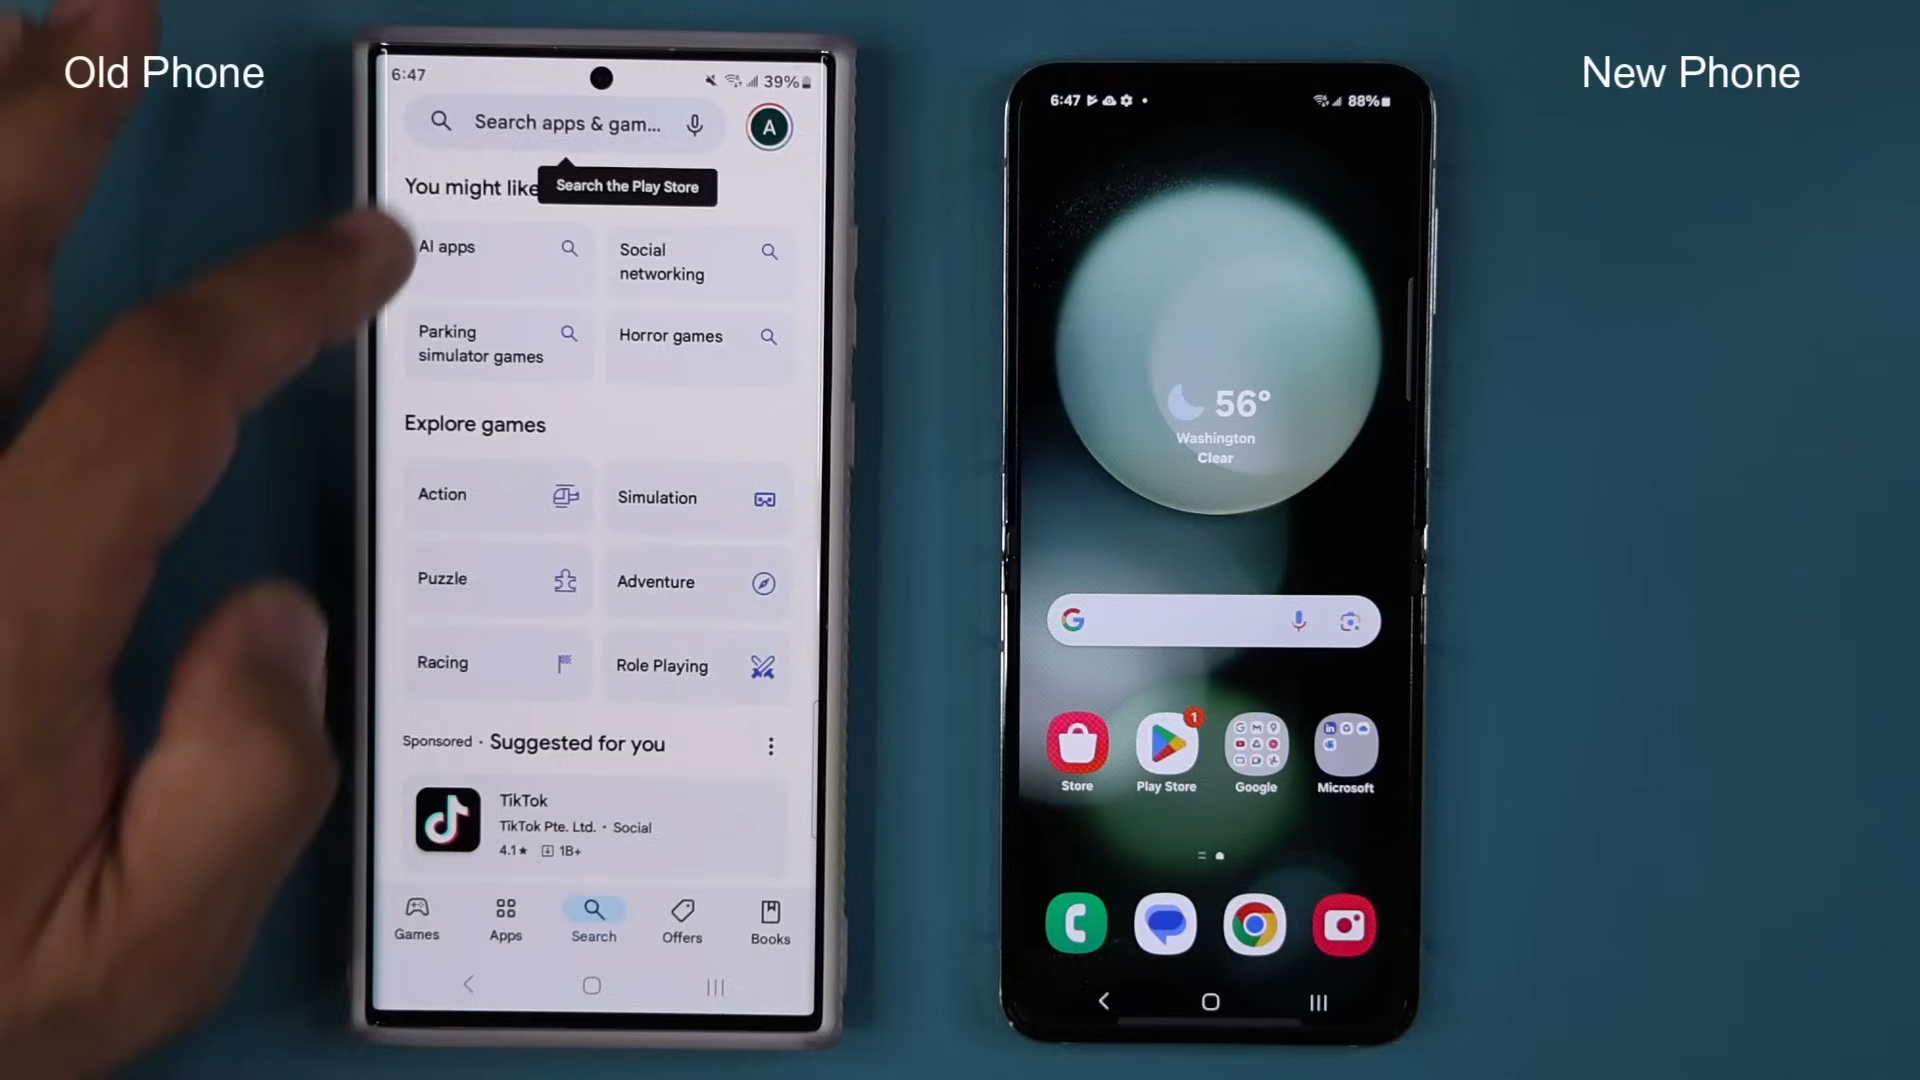 Old Phone
New Phone
6:47
39%
Search apps & gam...
A
Search the Play Store
You might like
AI apps
Social
networking
Parking
simulator games
Horror games
Explore games
Action
Simulation
Puzzle
Adventure
Racing
Role Playing
Sponsored · Suggested for you
TikTok
TikTok Pte. Ltd. · Social
4.1★ 1B+
Games
Apps
Search
Offers
Books
6:47
88%
56°
Washington
Clear
G
1
Store
Play Store
Google
Microsoft